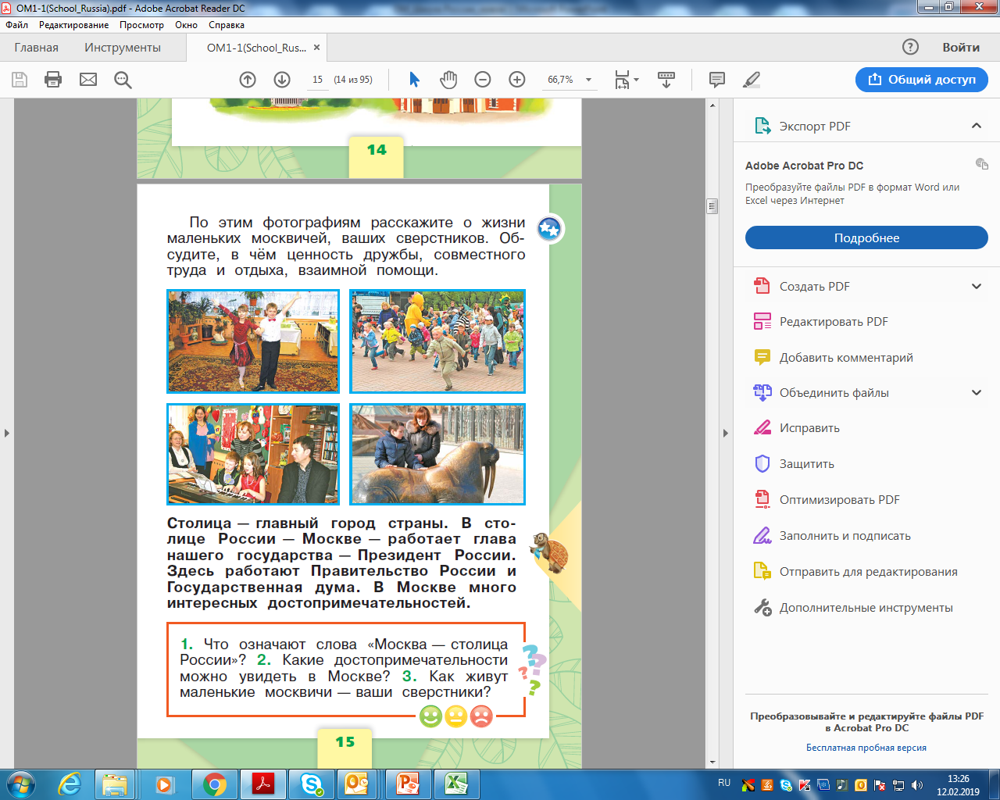 OM1-1(School_Russia).pdf - Adobe Acrobat Reader DC
Файл Редактирование Просмотр Окно Справка
Главная Инструменты OM1-1(School_Rus... × Войти
15 (14 из 95) 66,7% Общий доступ
14
По этим фотографиям расскажите о жизни
маленьких москвичей, ваших сверстников. Об-
судите, в чём ценность дружбы, совместного
труда и отдыха, взаимной помощи.
Столица — главный город страны. В сто-
лице России — Москве — работает глава
нашего государства — Президент России.
Здесь работают Правительство России и
Государственная дума. В Москве много
интересных достопримечательностей.
1. Что означают слова «Москва — столица
России»? 2. Какие достопримечательности
можно увидеть в Москве? 3. Как живут
маленькие москвичи — ваши сверстники?
15
Экспорт PDF
Adobe Acrobat Pro DC
Преобразуйте файлы PDF в формат Word или
Excel через Интернет
Подробнее
Создать PDF
Редактировать PDF
Добавить комментарий
Объединить файлы
Исправить
Защитить
Оптимизировать PDF
Заполнить и подписать
Отправить для редактирования
Дополнительные инструменты
Преобразовывайте и редактируйте файлы PDF
в Acrobat Pro DC
Бесплатная пробная версия
RU
13:26
12.02.2019